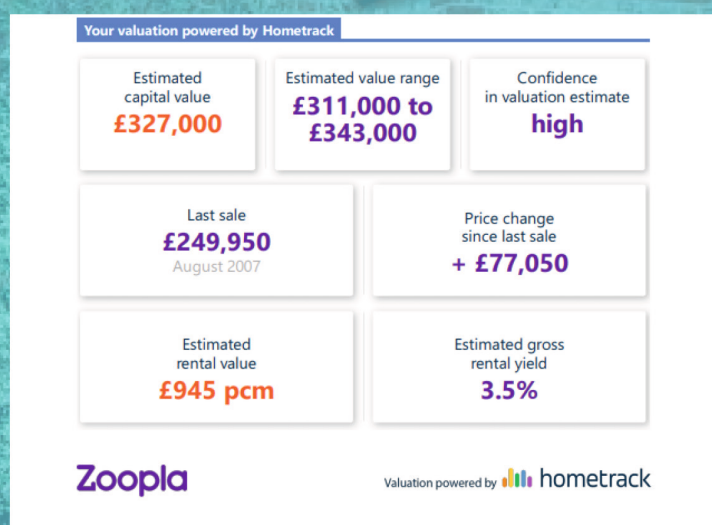 Your valuation powered by Hometrack
Estimated
capital value
£327,000
Estimated value range
£311,000 to
£343,000
Confidence
in valuation estimate
high
Last sale
£249,950
August 2007
Price change
since last sale
+ £77,050
Estimated
rental value
£945 pcm
Estimated gross
rental yield
3.5%
Zoopla
Valuation powered by hometrack